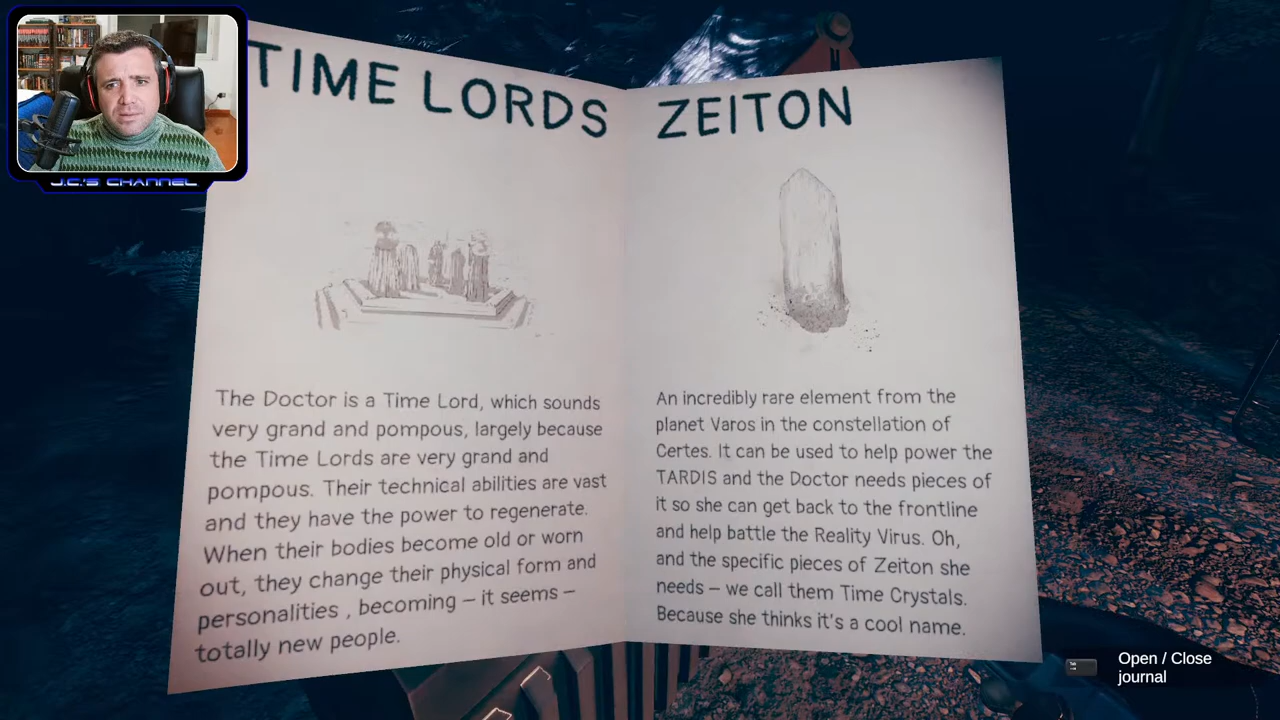 J.C.'S CHANNEL
TIME LORDS
The Doctor is a Time Lord, which sounds
very grand and pompous, largely because
the Time Lords are very grand and
pompous. Their technical abilities are vast
and they have the power to regenerate.
When their bodies become old or worn
out, they change their physical form and
personalities , becoming – it seems –
totally new people.
ZEITON
An incredibly rare element from the
planet Varos in the constellation of
Certes. It can be used to help power the
TARDIS and the Doctor needs pieces of
it so she can get back to the frontline
and help battle the Reality Virus. Oh,
and the specific pieces of Zeiton she
needs – we call them Time Crystals.
Because she thinks it's a cool name.
Open / Close
journal